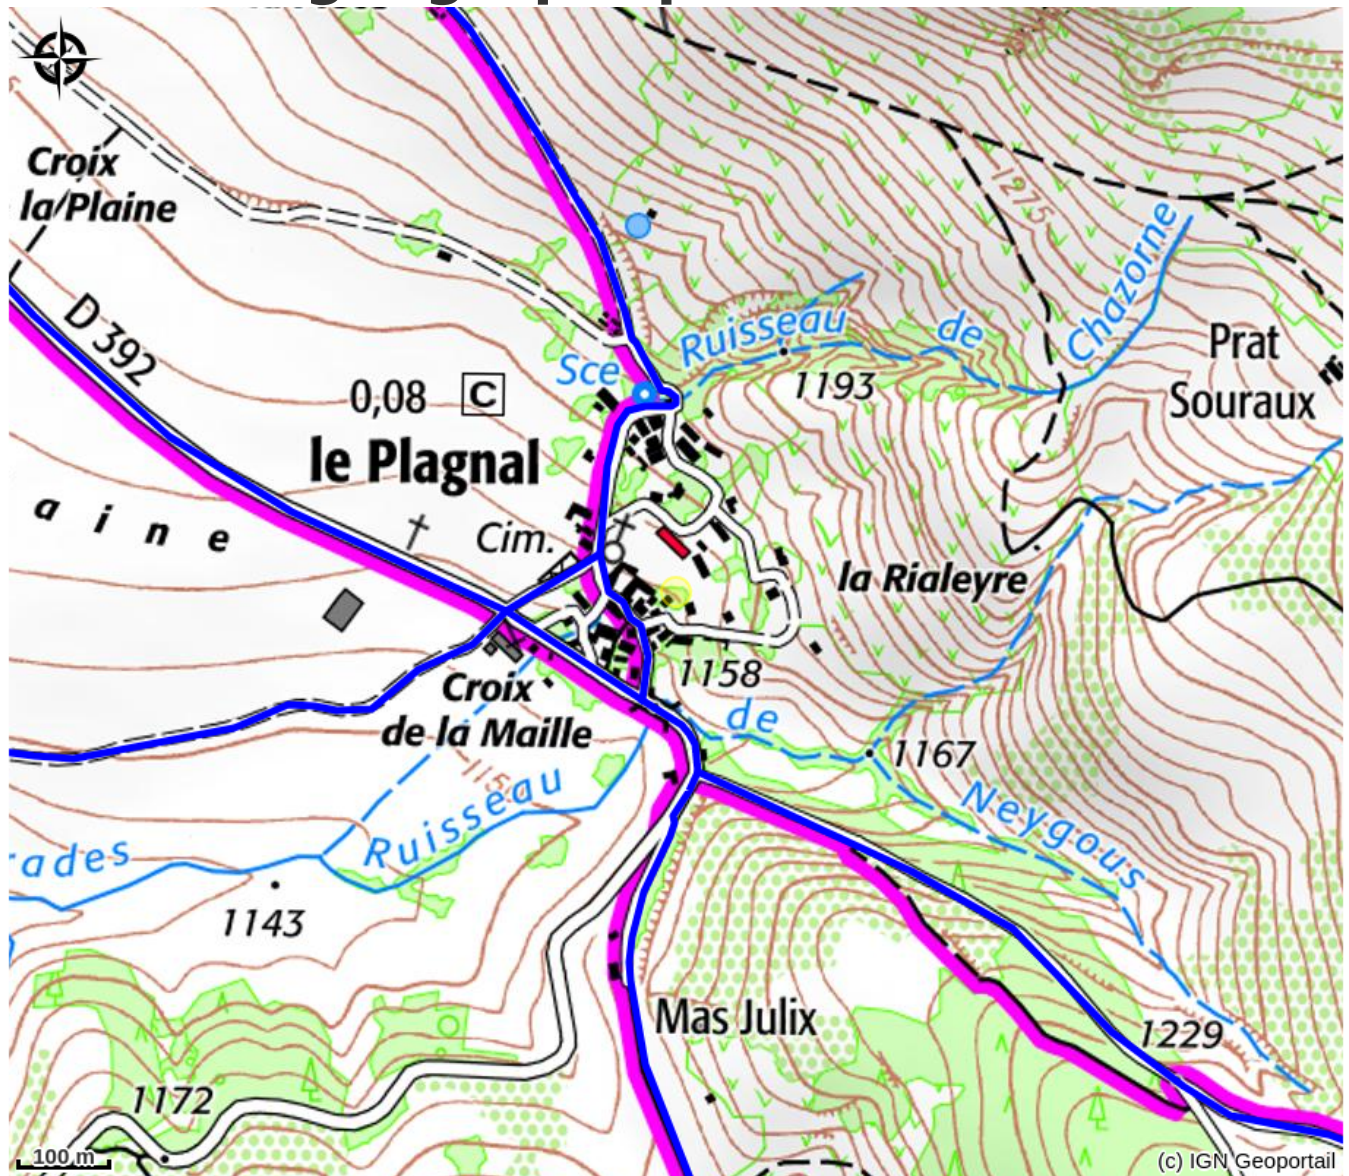 Croix
la/Plaine
D 392
1275
Ruisseau de Chazorne
Prat
Souraux
Sce
1193
0,08 C
le Plagnal
aine
Cim.
la Rialeyre
1158
Croix
de la Maille
de
1167
Neygous
115
Ruisseau
rades
1143
Mas Julix
1229
1172
100 m
(c) IGN Geoportail